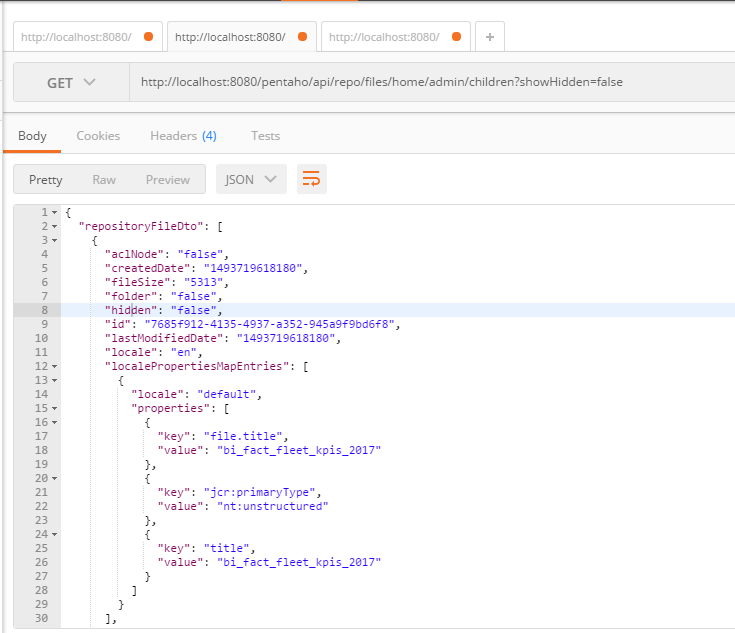 http://localhost:8080/ http://localhost:8080/ http://localhost:8080/ +
GET http://localhost:8080/pentaho/api/repo/files/home/admin/children?showHidden=false
Body Cookies Headers (4) Tests
Pretty Raw Preview JSON
1 {
2 "repositoryFileDto": [
3 {
4 "aclNode": "false",
5 "createdDate": "1493719618180",
6 "fileSize": "5313",
7 "folder": "false",
8 "hidden": "false",
9 "id": "7685f912-4135-4937-a352-945a9f9bd6f8",
10 "lastModifiedDate": "1493719618180",
11 "locale": "en",
12 "localePropertiesMapEntries": [
13 {
14 "locale": "default",
15 "properties": [
16 {
17 "key": "file.title",
18 "value": "bi_fact_fleet_kpis_2017"
19 },
20 {
21 "key": "jcr:primaryType",
22 "value": "nt:unstructured"
23 },
24 {
25 "key": "title",
26 "value": "bi_fact_fleet_kpis_2017"
27 }
28 ]
29 }
30 ],